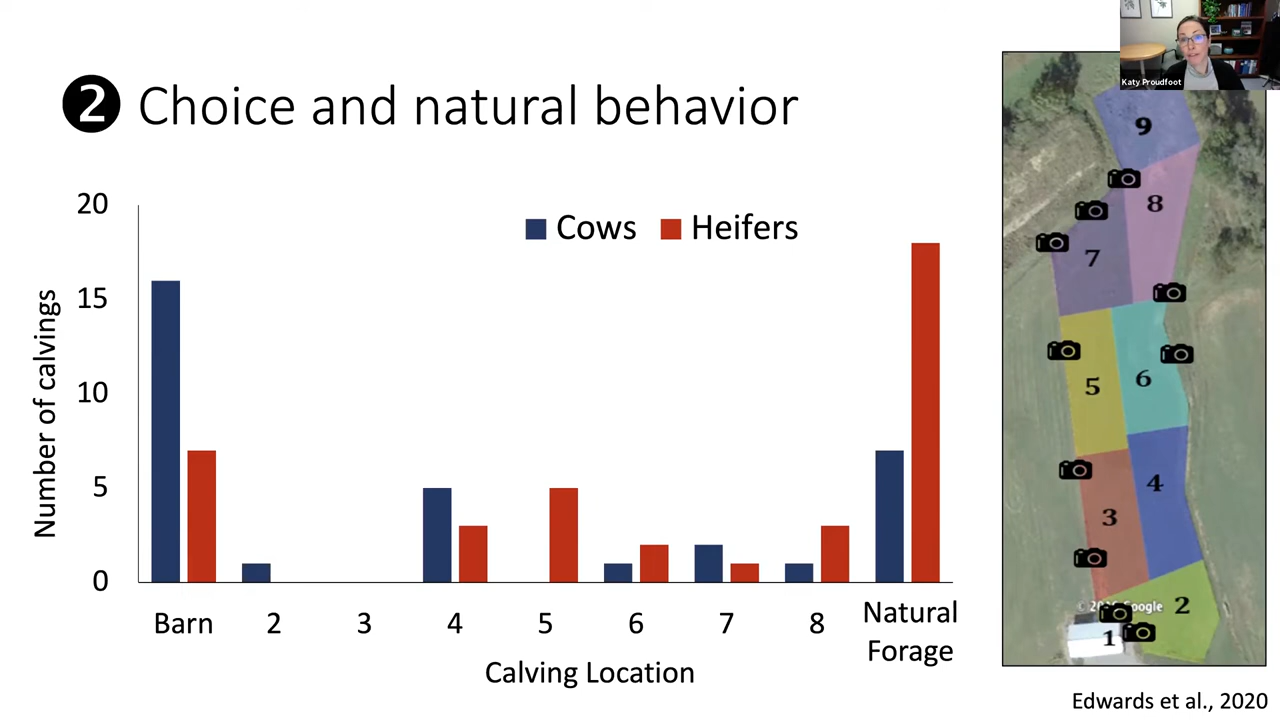 Katy Proudfoot
❷ Choice and natural behavior
20
15
10
5
0
Number of calvings
Cows
Heifers
Barn
2
3
4
5
6
7
8
Natural
Forage
Calving Location
9
8
7
6
5
4
3
2
1
Google
Edwards et al., 2020